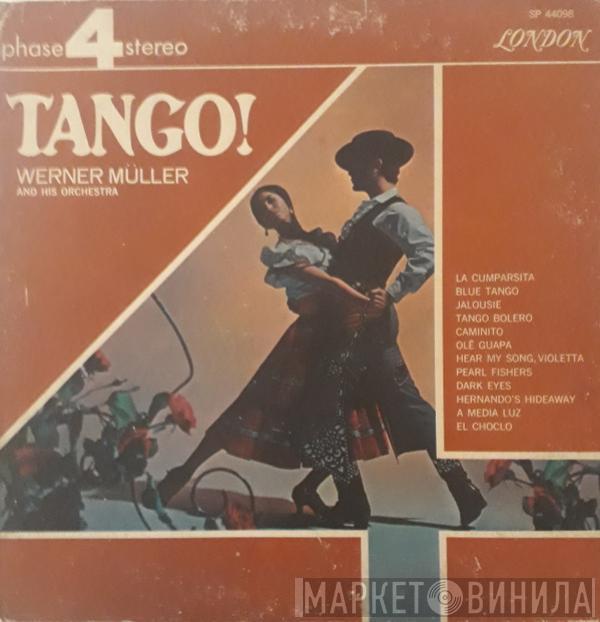 SP 44098
phase 4 stereo
LONDON
TANGO!
WERNER MÜLLER
AND HIS ORCHESTRA
LA CUMPARSITA
BLUE TANGO
JALOUSIE
TANGO BOLERO
CAMINITO
OLÉ GUAPA
HEAR MY SONG, VIOLETTA
PEARL FISHERS
DARK EYES
HERNANDO'S HIDEAWAY
A MEDIA LUZ
EL CHOCLO
МАРКЕТ ВИНИЛА